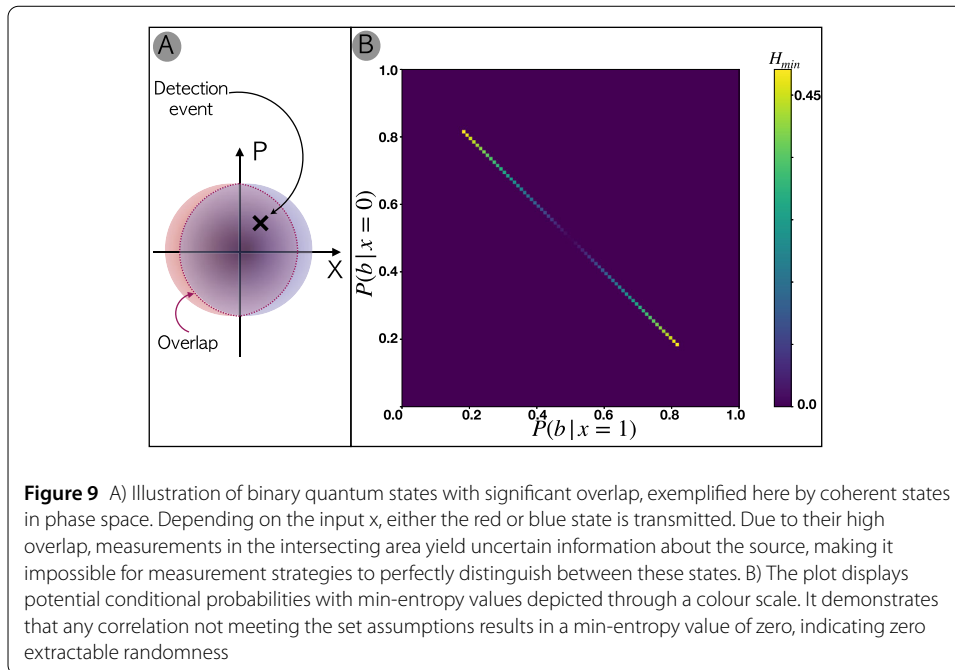 A
Detection
event
P
X
Overlap
B
P(b|x = 0)
1.0
0.8
0.6
0.4
0.2
0.0
0.2
0.4
0.6
0.8
1.0
P(b|x = 1)
H_min
0.45
0.0
Figure 9 A) Illustration of binary quantum states with significant overlap, exemplified here by coherent states
in phase space. Depending on the input x, either the red or blue state is transmitted. Due to their high
overlap, measurements in the intersecting area yield uncertain information about the source, making it
impossible for measurement strategies to perfectly distinguish between these states. B) The plot displays
potential conditional probabilities with min-entropy values depicted through a colour scale. It demonstrates
that any correlation not meeting the set assumptions results in a min-entropy value of zero, indicating zero
extractable randomness